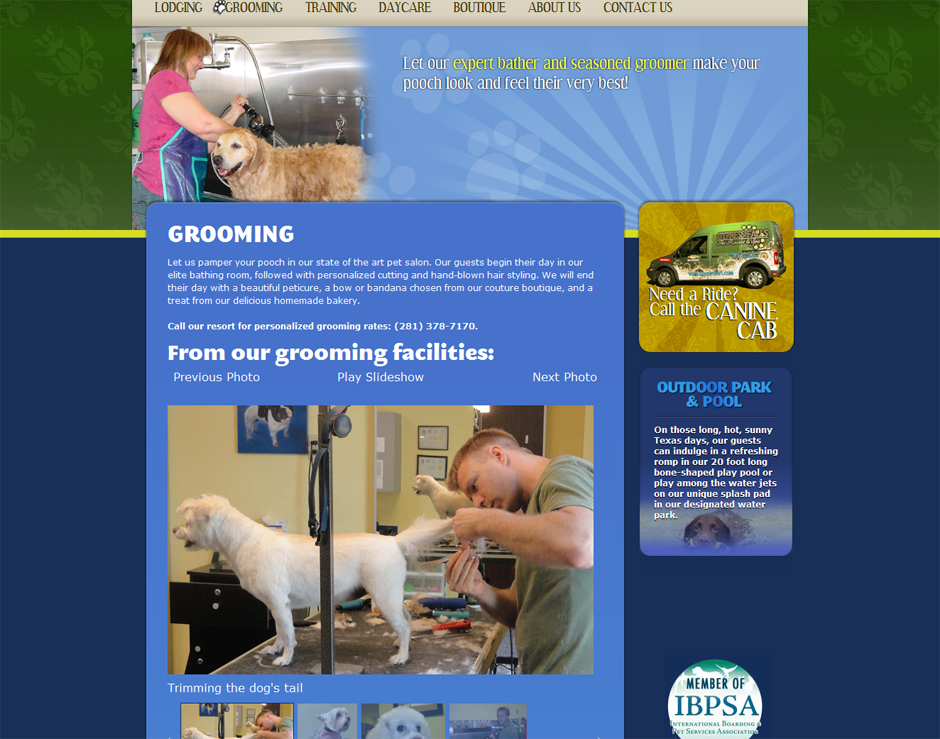 LODGING GROOMING TRAINING DAYCARE BOUTIQUE ABOUT US CONTACT US
Let our expert bather and seasoned groomer make your
pooch look and feel their very best!
GROOMING
Let us pamper your pooch in our state of the art pet salon. Our guests begin their day in our
elite bathing room, followed with personalized cutting and hand-blown hair styling. We will end
their day with a beautiful peticure, a bow or bandana chosen from our couture boutique, and a
treat from our delicious homemade bakery.
Call our resort for personalized grooming rates: (281) 378-7170.
From our grooming facilities:
Previous Photo Play Slideshow Next Photo
Trimming the dog's tail
Need a Ride?
Call the CANINE
CAB
OUTDOOR PARK
& POOL
On those long, hot, sunny
Texas days, our guests
can indulge in a refreshing
romp in our 20 foot long
bone-shaped play pool or
play among the water jets
on our unique splash pad
in our designated water
park.
MEMBER OF
IBPSA
INTERNATIONAL BOARDING &
PET SERVICES ASSOCIATION